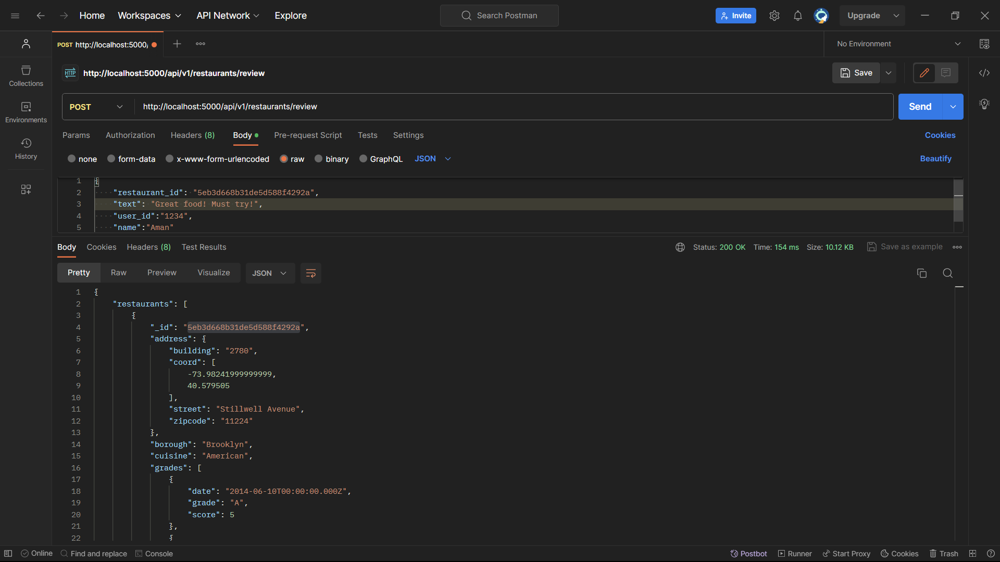 Home Workspaces API Network Explore Search Postman Invite Upgrade
POST http://localhost:5000/ No Environment
HTTP http://localhost:5000/api/v1/restaurants/review Save
Collections
POST http://localhost:5000/api/v1/restaurants/review Send
Environments
Params Authorization Headers (8) Body Pre-request Script Tests Settings Cookies
History
none form-data x-www-form-urlencoded raw binary GraphQL JSON Beautify
1 {
2 "restaurant_id": "5eb3d668b31de5d588f4292a",
3 "text": "Great food! Must try!",
4 "user_id":"1234",
5 "name":"Aman"
Body Cookies Headers (8) Test Results Status: 200 OK Time: 154 ms Size: 10.12 KB Save as example
Pretty Raw Preview Visualize JSON
1 {
2 "restaurants": [
3 {
4 "_id": "5eb3d668b31de5d588f4292a",
5 "address": {
6 "building": "2780",
7 "coord": [
8 -73.98241999999999,
9 40.579505
10 ],
11 "street": "Stillwell Avenue",
12 "zipcode": "11224"
13 },
14 "borough": "Brooklyn",
15 "cuisine": "American",
16 "grades": [
17 {
18 "date": "2014-06-10T00:00:00.000Z",
19 "grade": "A",
20 "score": 5
21 },
22 {
Online Find and replace Console Postbot Runner Start Proxy Cookies Trash